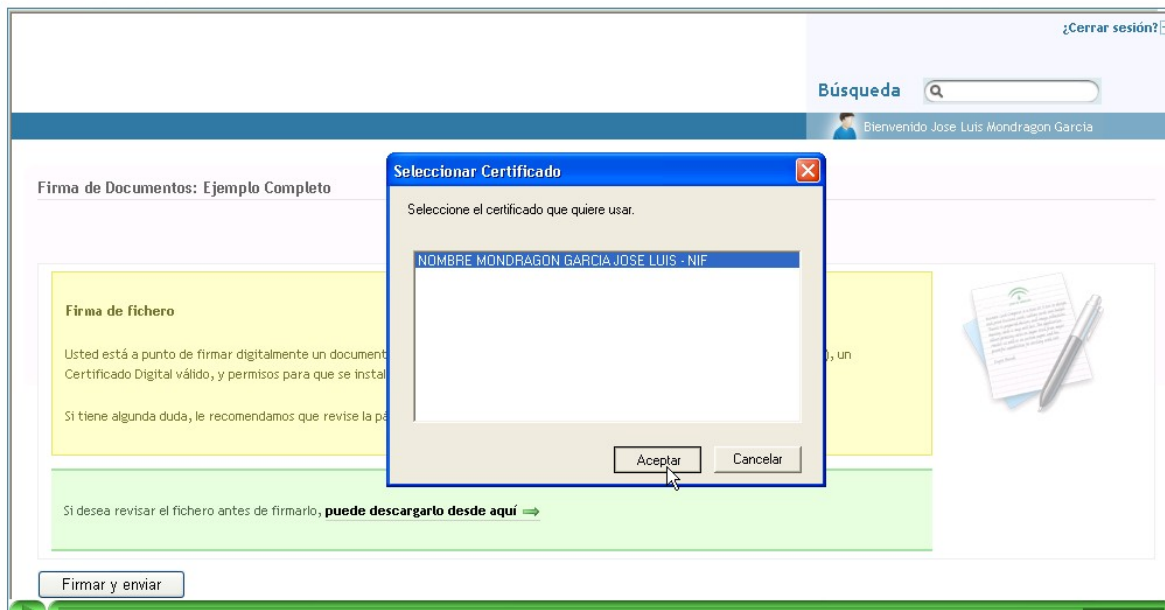 ¿Cerrar sesión?
Búsqueda
Bienvenido Jose Luis Mondragon Garcia
Seleccionar Certificado
Firma de Documentos: Ejemplo Completo
Seleccione el certificado que quiere usar.
NOMBRE MONDRAGON GARCIA JOSE LUIS - NIF
Firma de fichero
Usted está a punto de firmar digitalmente un document ), un
Certificado Digital válido, y permisos para que se instal
Si tiene algunda duda, le recomendamos que revise la pá
Aceptar Cancelar
Si desea revisar el fichero antes de firmarlo, puede descargarlo desde aquí
Firmar y enviar